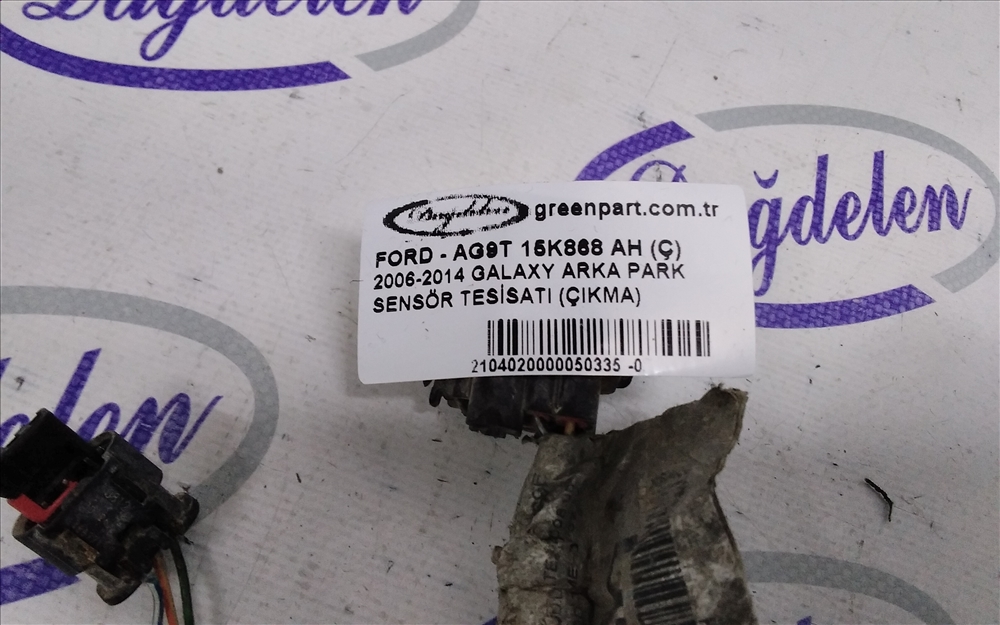 Dağdelen
Dağdelen
Dağdelen greenpart.com.tr
FORD - AG9T 15K868 AH (Ç)
2006-2014 GALAXY ARKA PARK
SENSÖR TESİSATI (ÇIKMA)
2104020000050335 -0